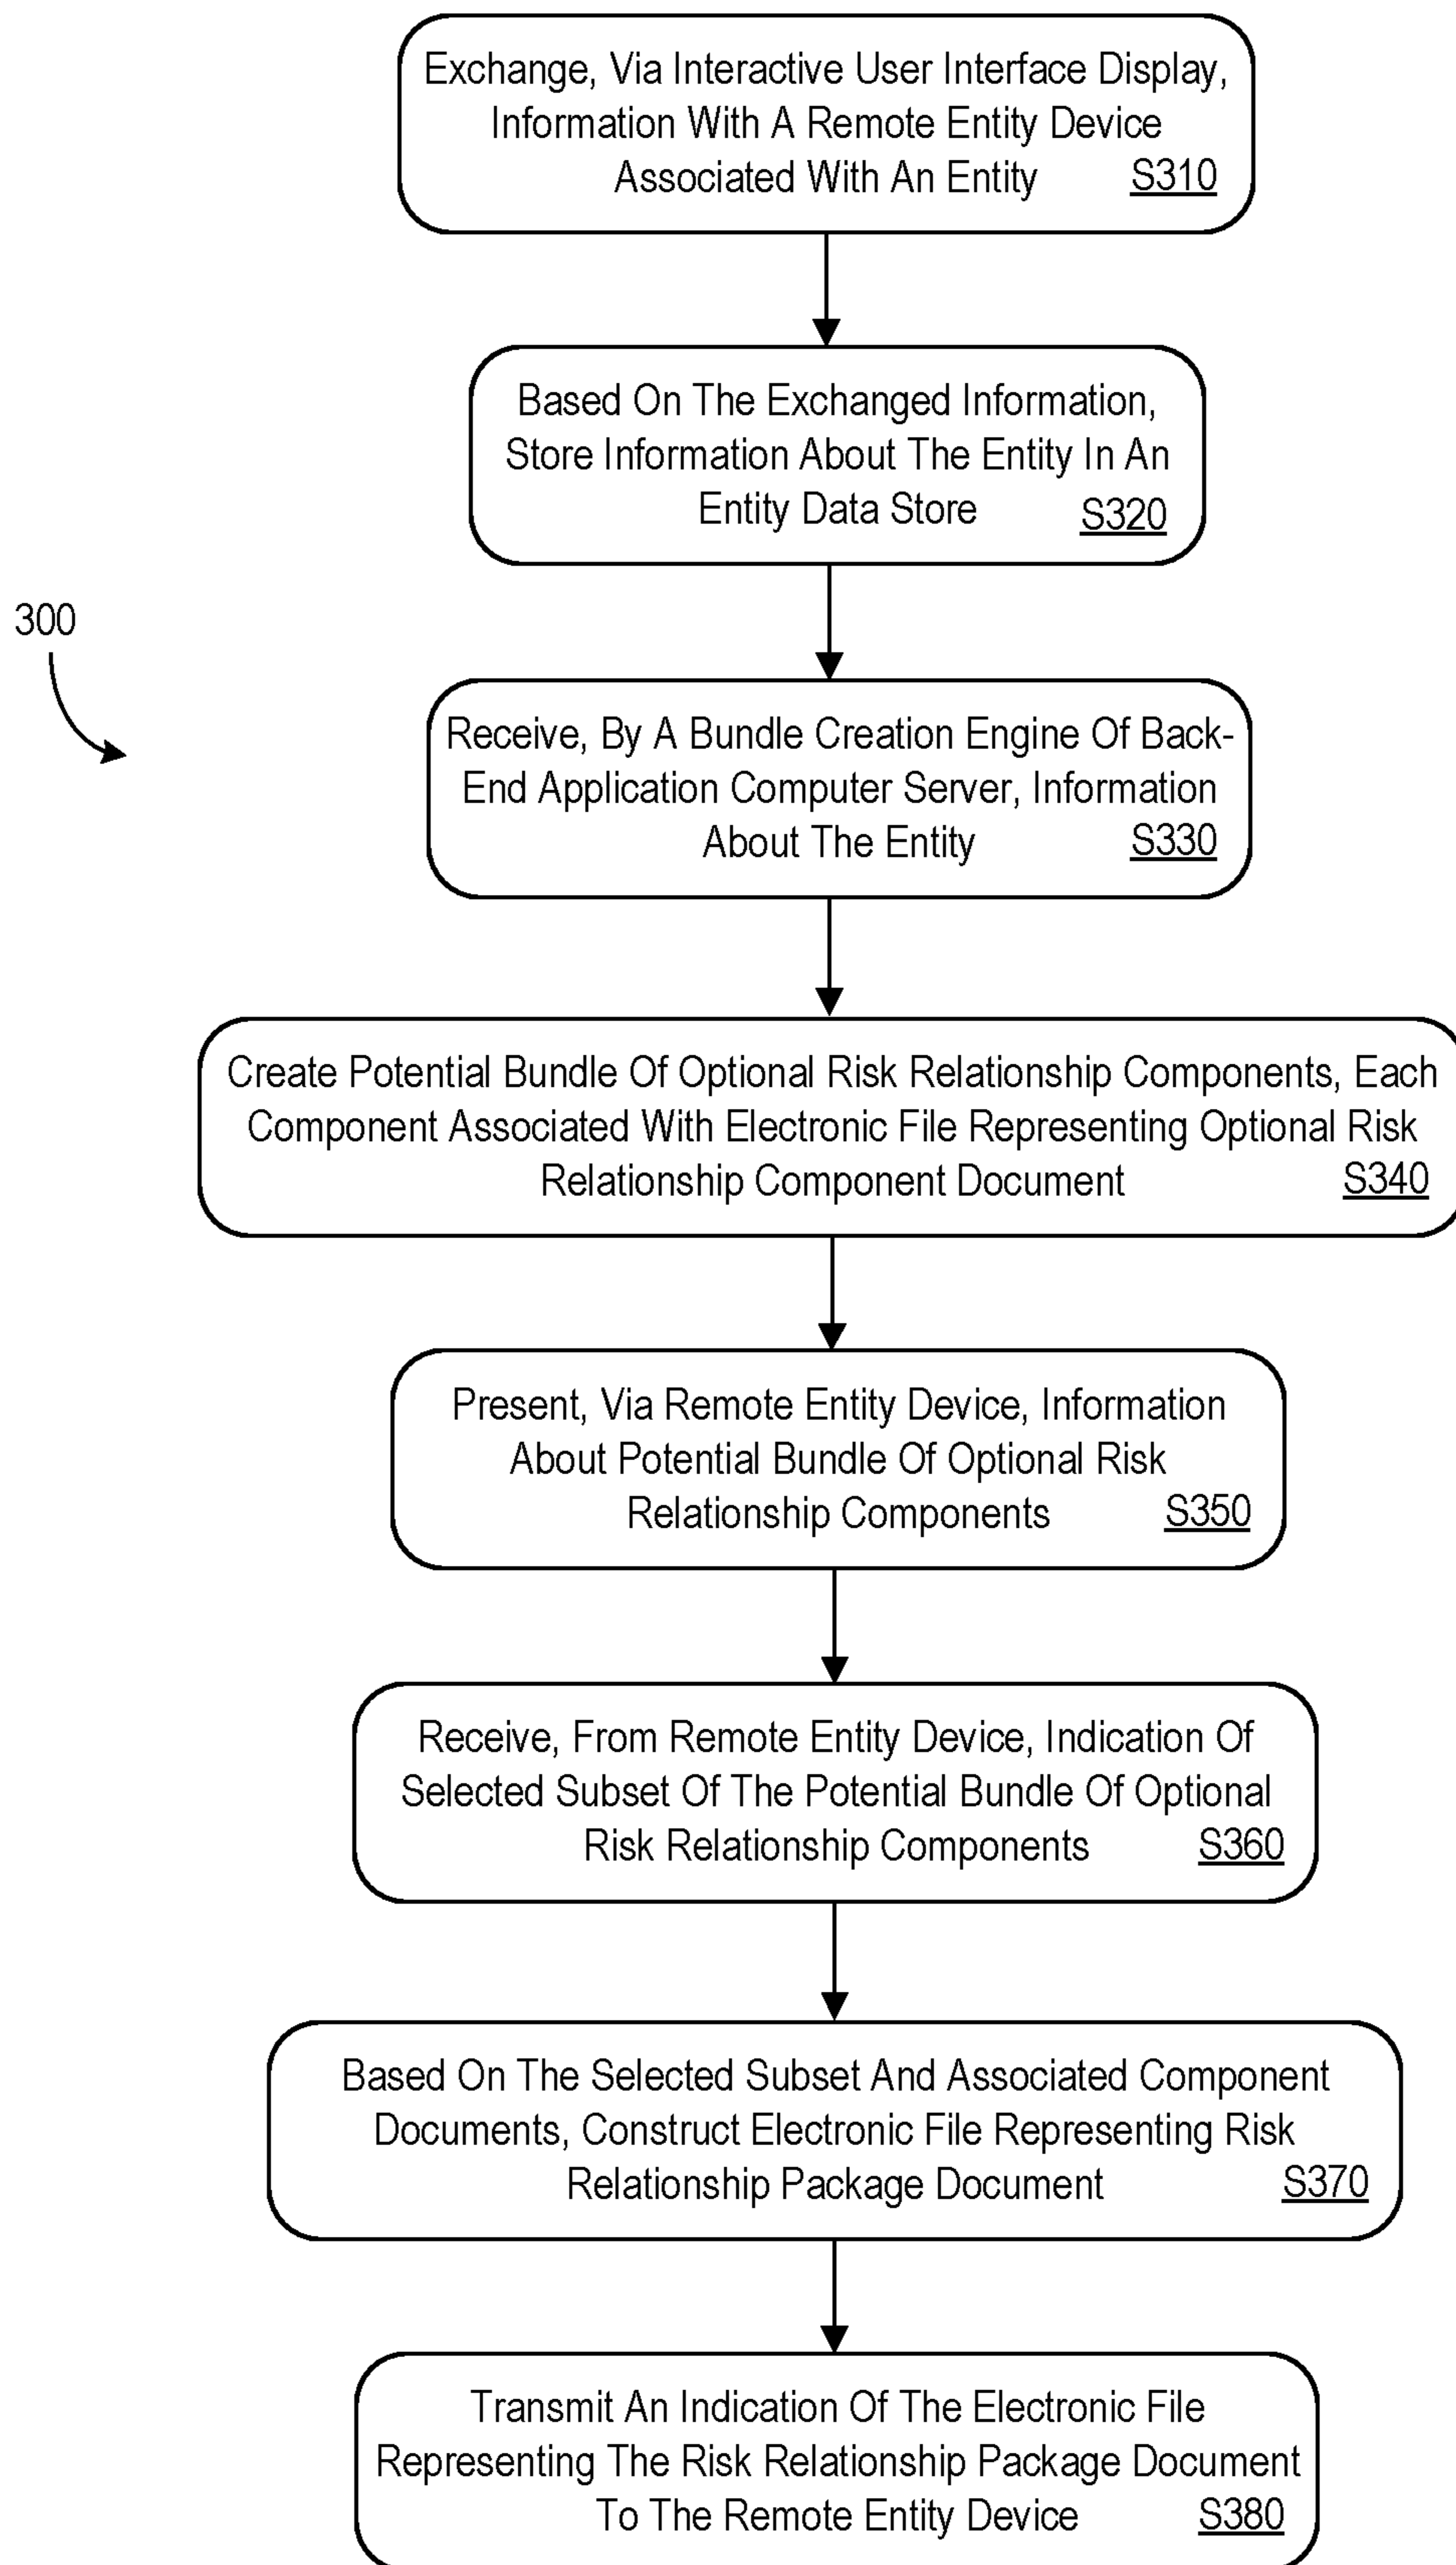 Exchange, Via Interactive User Interface Display,
Information With A Remote Entity Device
Associated With An Entity S310
Based On The Exchanged Information,
Store Information About The Entity In An
Entity Data Store S320
300
Receive, By A Bundle Creation Engine Of Back-
End Application Computer Server, Information
About The Entity S330
Create Potential Bundle Of Optional Risk Relationship Components, Each
Component Associated With Electronic File Representing Optional Risk
Relationship Component Document S340
Present, Via Remote Entity Device, Information
About Potential Bundle Of Optional Risk
Relationship Components S350
Receive, From Remote Entity Device, Indication Of
Selected Subset Of The Potential Bundle Of Optional
Risk Relationship Components S360
Based On The Selected Subset And Associated Component
Documents, Construct Electronic File Representing Risk
Relationship Package Document S370
Transmit An Indication Of The Electronic File
Representing The Risk Relationship Package Document
To The Remote Entity Device S380